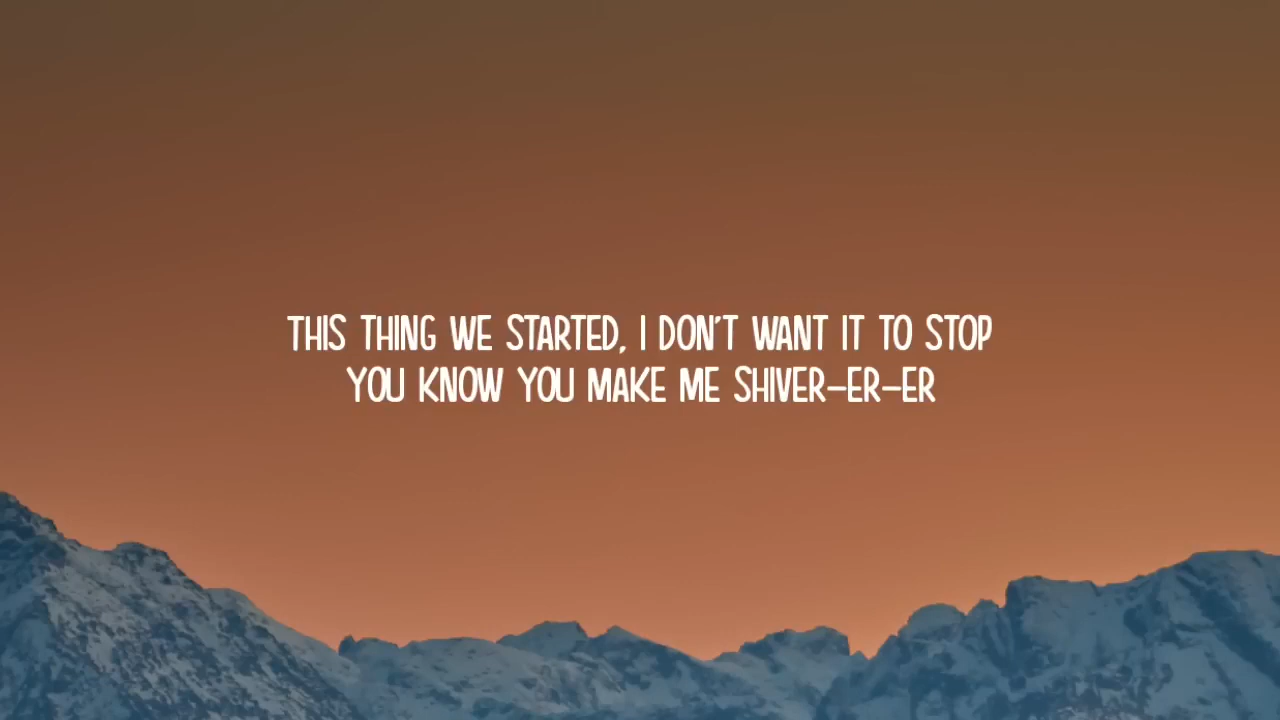 THIS THING WE STARTED, I DON'T WANT IT TO STOP
YOU KNOW YOU MAKE ME SHIVER-ER-ER